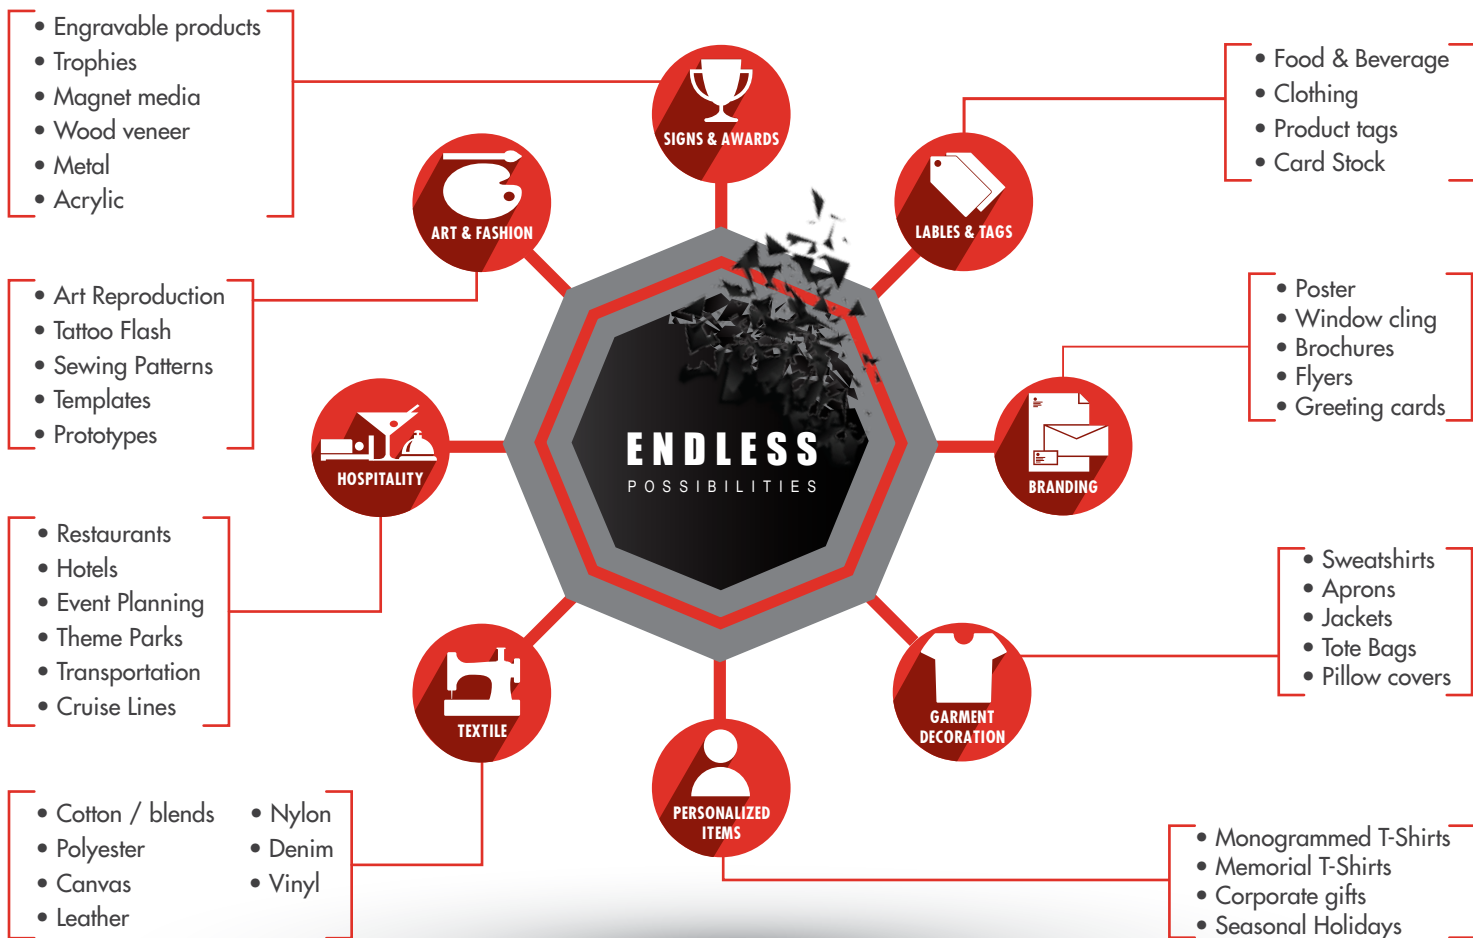 • Engravable products
• Trophies
• Magnet media
• Wood veneer
• Metal
• Acrylic
SIGNS & AWARDS
• Food & Beverage
• Clothing
• Product tags
• Card Stock
LABLES & TAGS
ART & FASHION
• Art Reproduction
• Tattoo Flash
• Sewing Patterns
• Templates
• Prototypes
• Poster
• Window cling
• Brochures
• Flyers
• Greeting cards
BRANDING
ENDLESS
POSSIBILITIES
HOSPITALITY
• Restaurants
• Hotels
• Event Planning
• Theme Parks
• Transportation
• Cruise Lines
• Sweatshirts
• Aprons
• Jackets
• Tote Bags
• Pillow covers
GARMENT
DECORATION
TEXTILE
• Cotton / blends
• Polyester
• Canvas
• Leather
• Nylon
• Denim
• Vinyl
PERSONALIZED
ITEMS
• Monogrammed T-Shirts
• Memorial T-Shirts
• Corporate gifts
• Seasonal Holidays